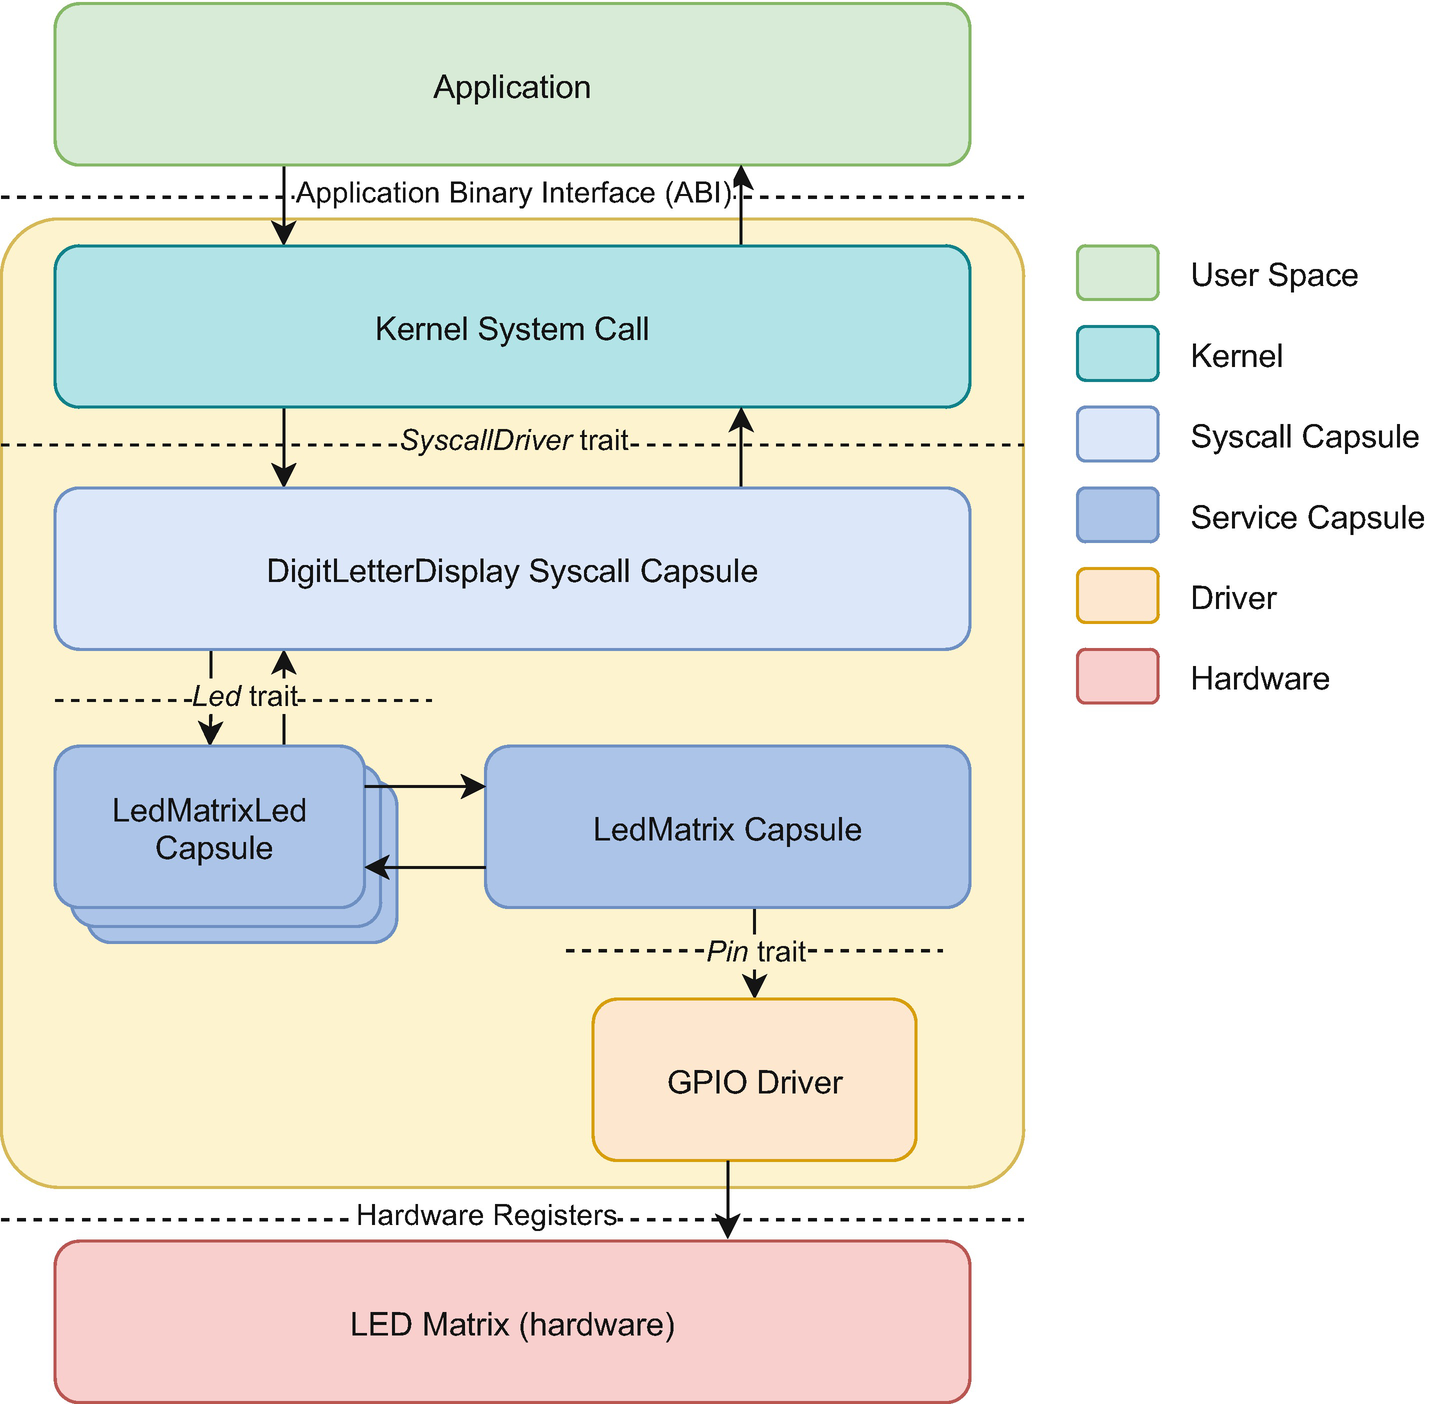 Application
Application Binary Interface (ABI)
Kernel System Call
SyscallDriver trait
DigitLetterDisplay Syscall Capsule
Led trait
LedMatrixLed
Capsule
LedMatrix Capsule
Pin trait
GPIO Driver
Hardware Registers
LED Matrix (hardware)
User Space
Kernel
Syscall Capsule
Service Capsule
Driver
Hardware